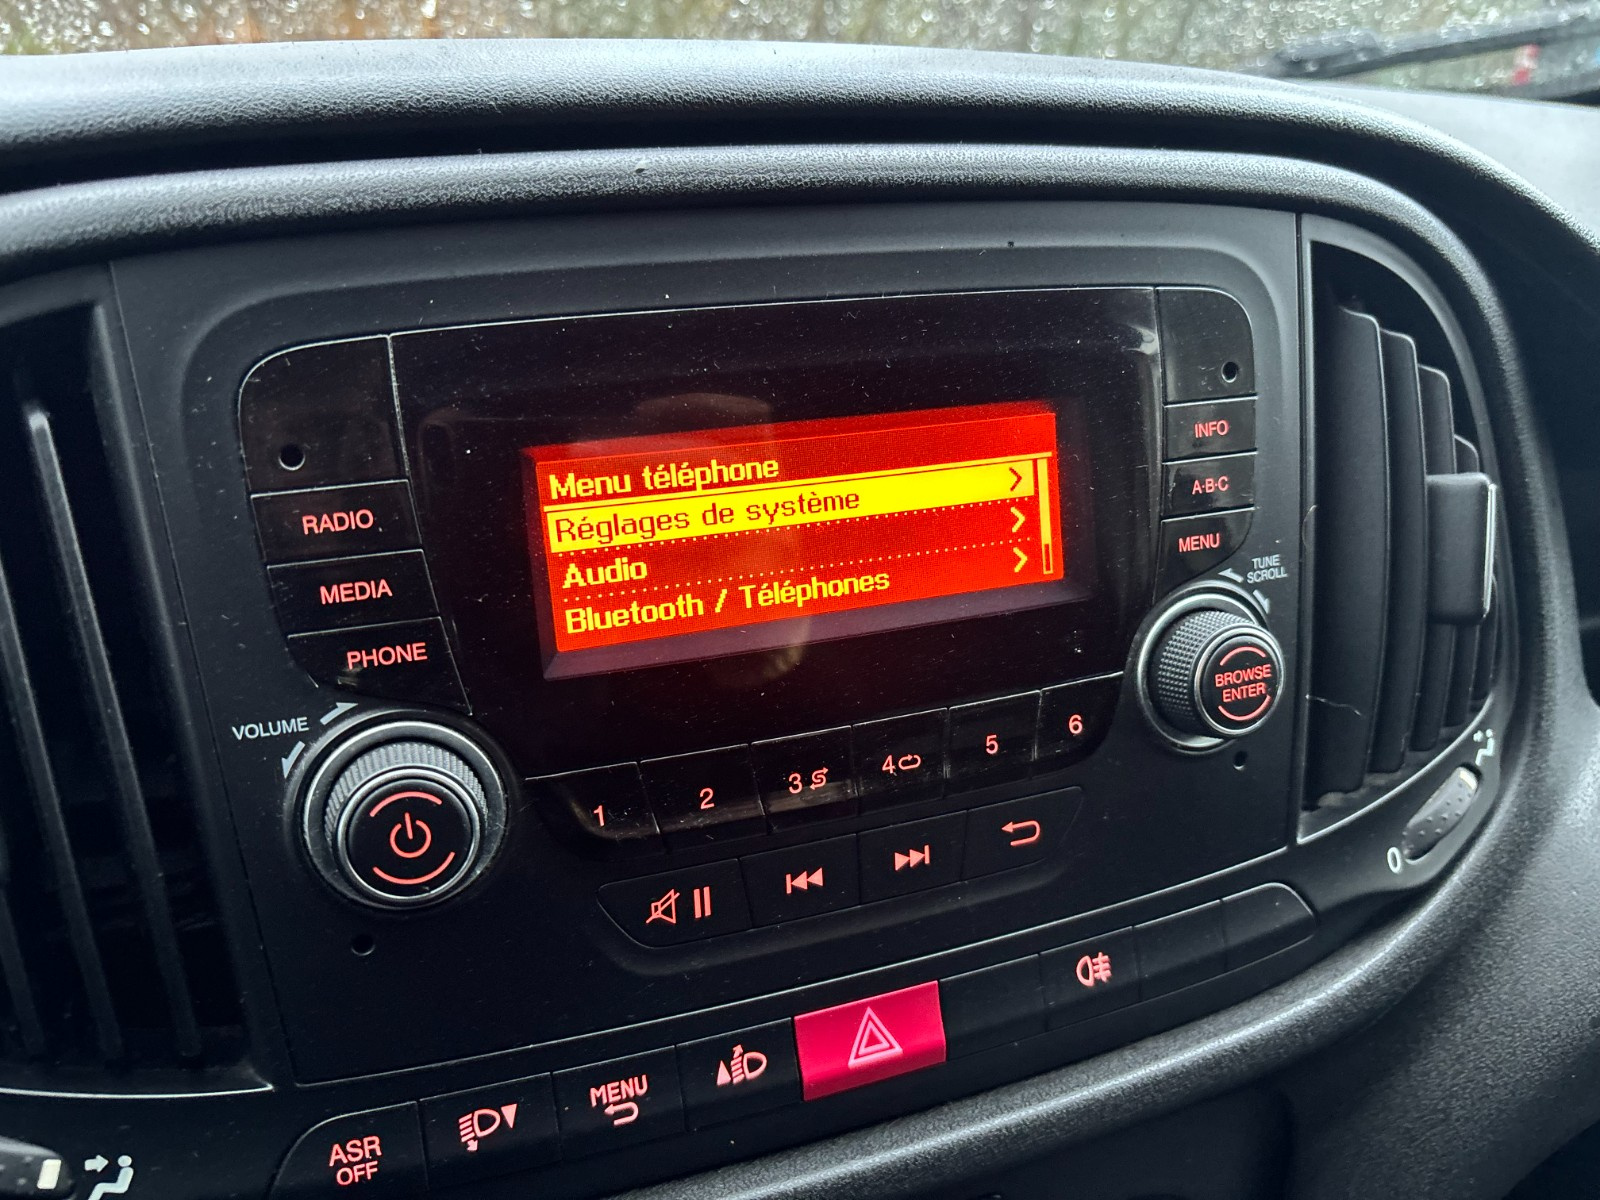 Menu téléphone
Réglages de système
Audio
Bluetooth / Téléphones
RADIO
MEDIA
PHONE
VOLUME
INFO
A·B·C
MENU
TUNE
SCROLL
BROWSE
ENTER
1
2
3
4
5
6
0
ASR
OFF
MENU